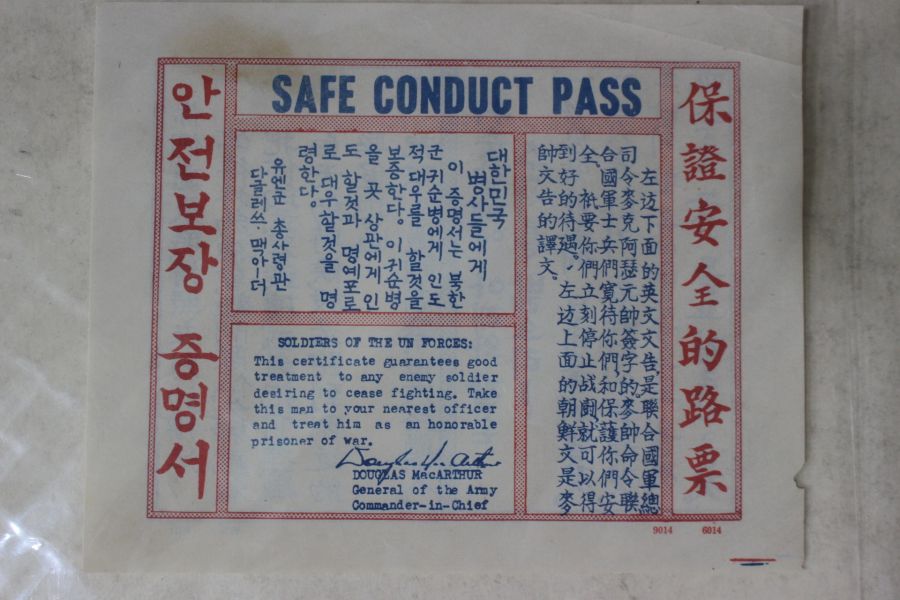 SAFE CONDUCT PASS
안전보장 증명서
대한민국
병사들에게
이 증명서는 북한
군 귀순병에게 인도
적 대우를 할것을
보증한다. 이 귀순병
을 곳 상관에게 인
도 할것과 명예포로
로 대우할것을 명
령한다.
유엔군 총사령관
다글레쓰·맥아-더
SOLDIERS OF THE UN FORCES:
This certificate guarantees good
treatment to any enemy soldier
desiring to cease fighting. Take
this man to your nearest officer
and treat him as an honorable
prisoner of war.
Douglas MacArthur
DOUGLAS MacARTHUR
General of the Army
Commander-in-Chief
左边下面的英文文告,是聯合國軍總
司令麥克阿瑟元帥簽字的。麥帥命令聯
合國軍士兵們寬待你們,和保護你們安
全。祇要你們立刻停止战鬪,就可以得
到好的待遇。左边上面的朝鮮文是麥
帥文告的譯文。
保證安全的路票
9014 6814